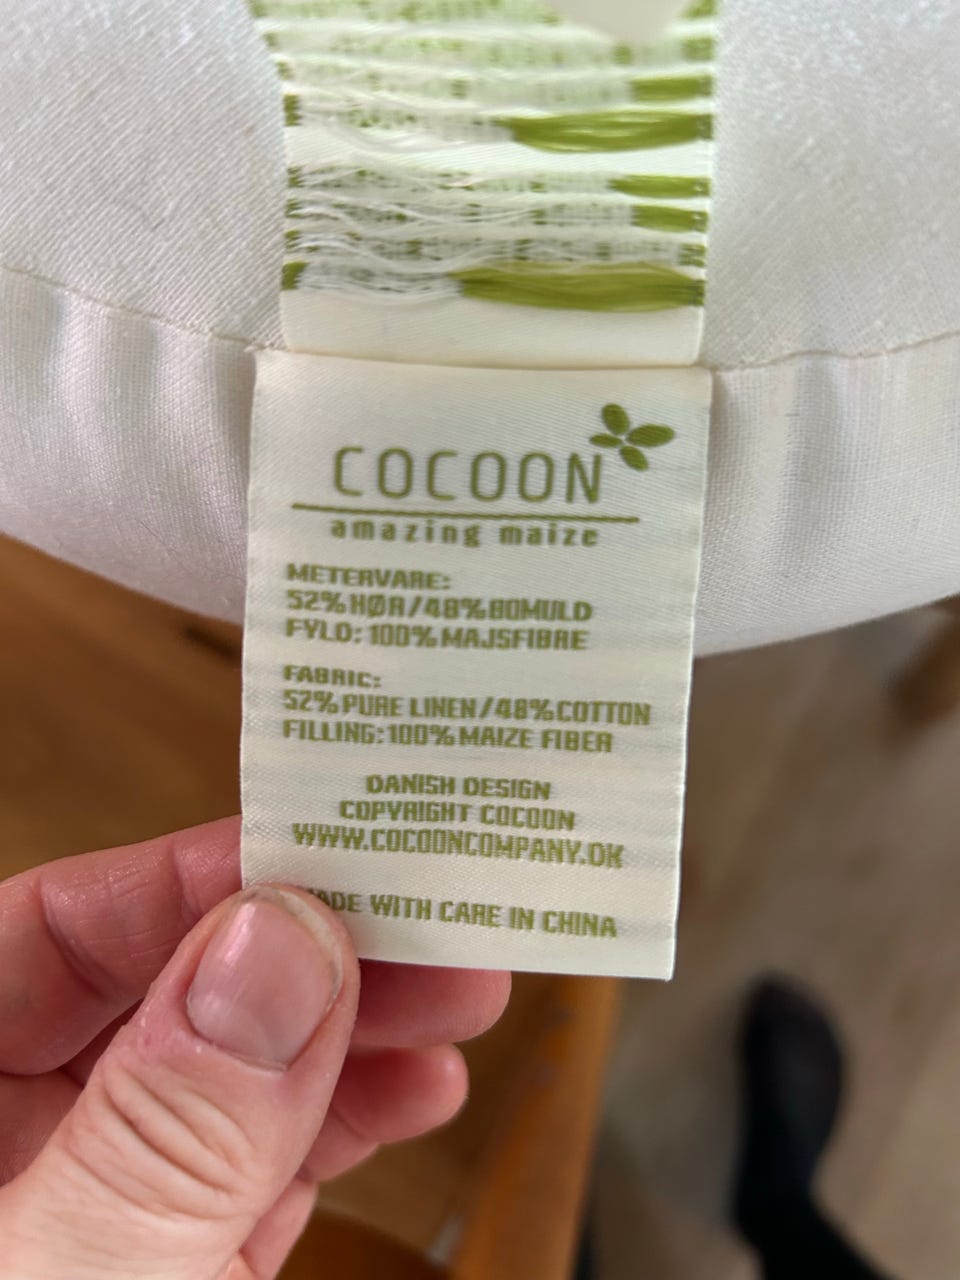 COCOON
amazing maize
METERVARE:
52% HØR/48% BOMULD
FYLD: 100% MAJSFIBRE
FABRIC:
52% PURE LINEN/48% COTTON
FILLING: 100% MAIZE FIBER
DANISH DESIGN
COPYRIGHT COCOON
WWW.COCOONCOMPANY.DK
ADE WITH CARE IN CHINA